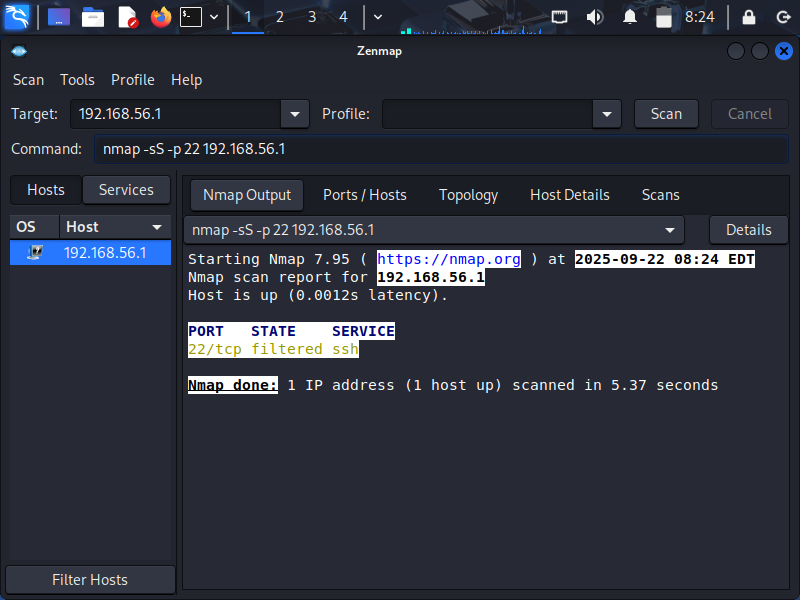 1 2 3 4 8:24
Zenmap
Scan Tools Profile Help
Target: 192.168.56.1 Profile: Scan Cancel
Command: nmap -sS -p 22 192.168.56.1
Hosts Services
Nmap Output Ports / Hosts Topology Host Details Scans
OS Host
nmap -sS -p 22 192.168.56.1 Details
192.168.56.1
Starting Nmap 7.95 ( https://nmap.org ) at 2025-09-22 08:24 EDT
Nmap scan report for 192.168.56.1
Host is up (0.0012s latency).
PORT STATE SERVICE
22/tcp filtered ssh
Nmap done: 1 IP address (1 host up) scanned in 5.37 seconds
Filter Hosts